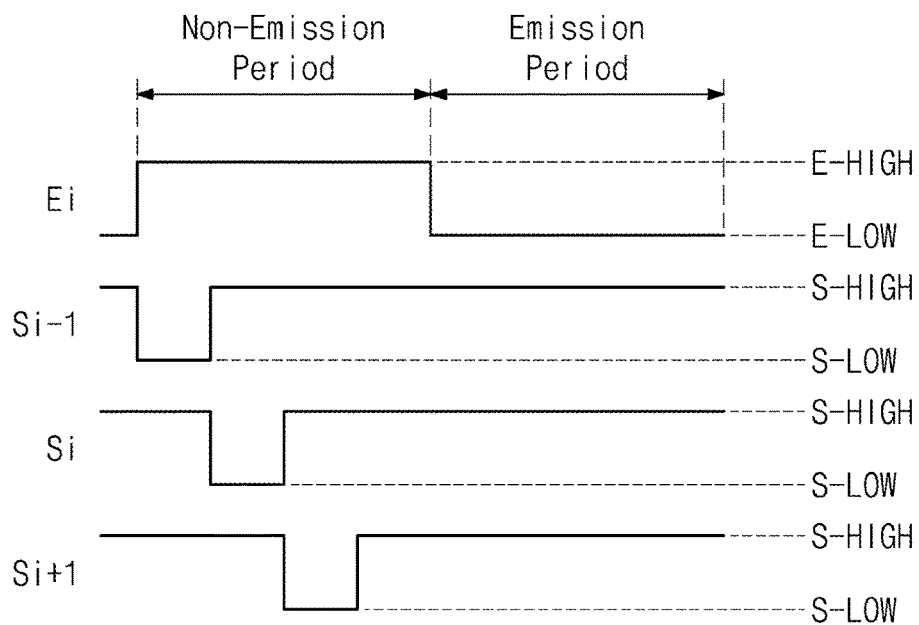 Non-Emission Period
Emission Period
Ei
E-HIGH
E-LOW
Si-1
S-HIGH
S-LOW
Si
S-HIGH
S-LOW
Si+1
S-HIGH
S-LOW